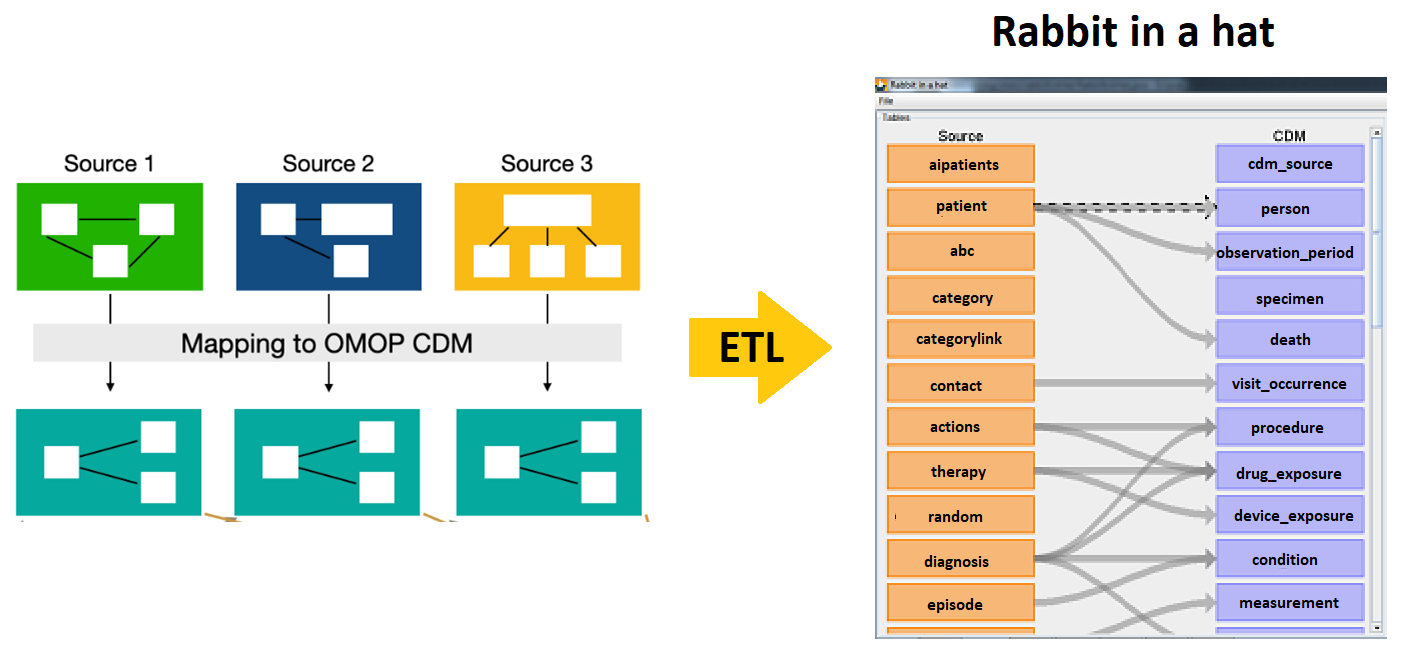 Rabbit in a hat
Source 1
Source 2
Source 3
Mapping to OMOP CDM
ETL
Rabbit in a hat
File
Tables
Source
CDM
aipatients
cdm_source
patient
person
abc
observation_period
category
specimen
categorylink
death
contact
visit_occurrence
actions
procedure
therapy
drug_exposure
random
device_exposure
diagnosis
condition
episode
measurement